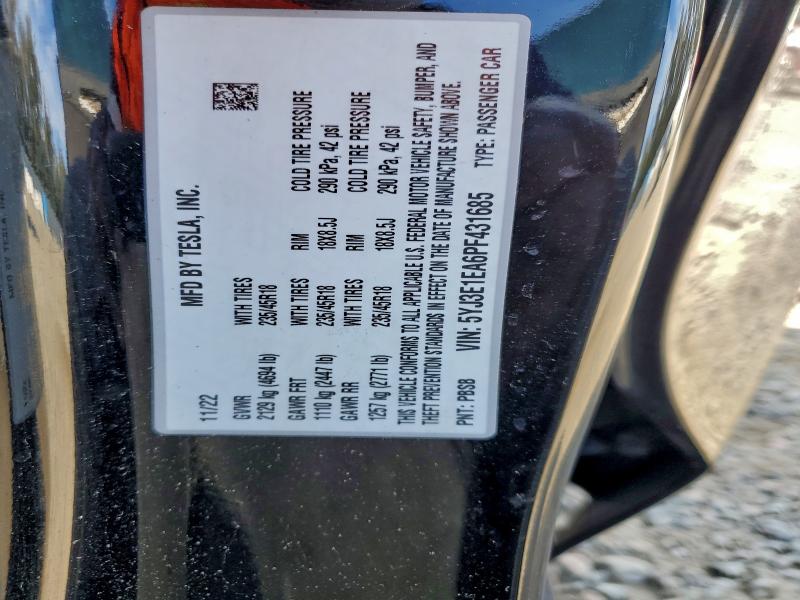 MFD BY TESLA, INC.
11/22
GVWR WITH TIRES
2129 kg (4694 lb) 235/45R18
GAWR FRT WITH TIRES RIM COLD TIRE PRESSURE
1110 kg (2447 lb) 235/45R18 18X8.5J 290 kPa, 42 psi
GAWR RR WITH TIRES RIM COLD TIRE PRESSURE
1257 kg (2771 lb) 235/45R18 18X8.5J 290 kPa, 42 psi
THIS VEHICLE CONFORMS TO ALL APPLICABLE U.S. FEDERAL MOTOR VEHICLE SAFETY, BUMPER, AND
THEFT PREVENTION STANDARDS IN EFFECT ON THE DATE OF MANUFACTURE SHOWN ABOVE.
PNT: PBSB VIN: 5YJ3E1EA6PF431685 TYPE: PASSENGER CAR